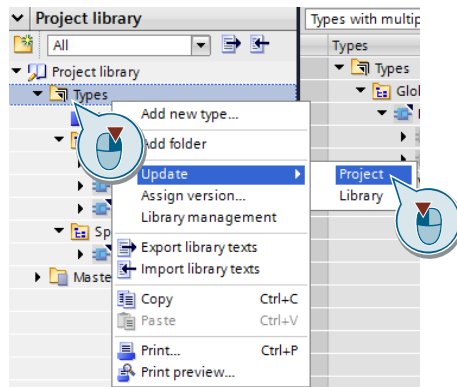 Project library
Types with multip
All
Types
Project library
Types
Types
Glo
Add new type...
Add folder
Update
Project
Assign version...
Library
Library management
Sp
Export library texts
Maste
Import library texts
Copy Ctrl+C
Paste Ctrl+V
Print... Ctrl+P
Print preview...